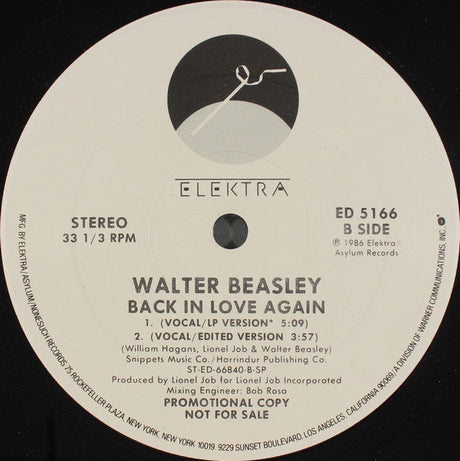 ELEKTRA
STEREO
33 1/3 RPM
ED 5166
B SIDE
℗ 1986 Elektra/
Asylum Records
WALTER BEASLEY
BACK IN LOVE AGAIN
1. (VOCAL/LP VERSION* 5:09)
2. (VOCAL/EDITED VERSION 3:57)
(William Hagans, Lionel Job & Walter Beasley)
Snippets Music Co./Harrindur Music Co.
ST-ED-66840-B-SP
Produced by Lionel Job for Lionel Job Incorporated
Mixing Engineer: Bob Rosa
PROMOTIONAL COPY
NOT FOR SALE
MFG. BY ELEKTRA/ASYLUM/NONESUCH RECORDS 75 ROCKEFELLER PLAZA, NEW YORK, NEW YORK 10019 9229 SUNSET BOULEVARD, LOS ANGELES, CALIFORNIA 90069. A DIVISION OF WARNER COMMUNICATIONS, INC.